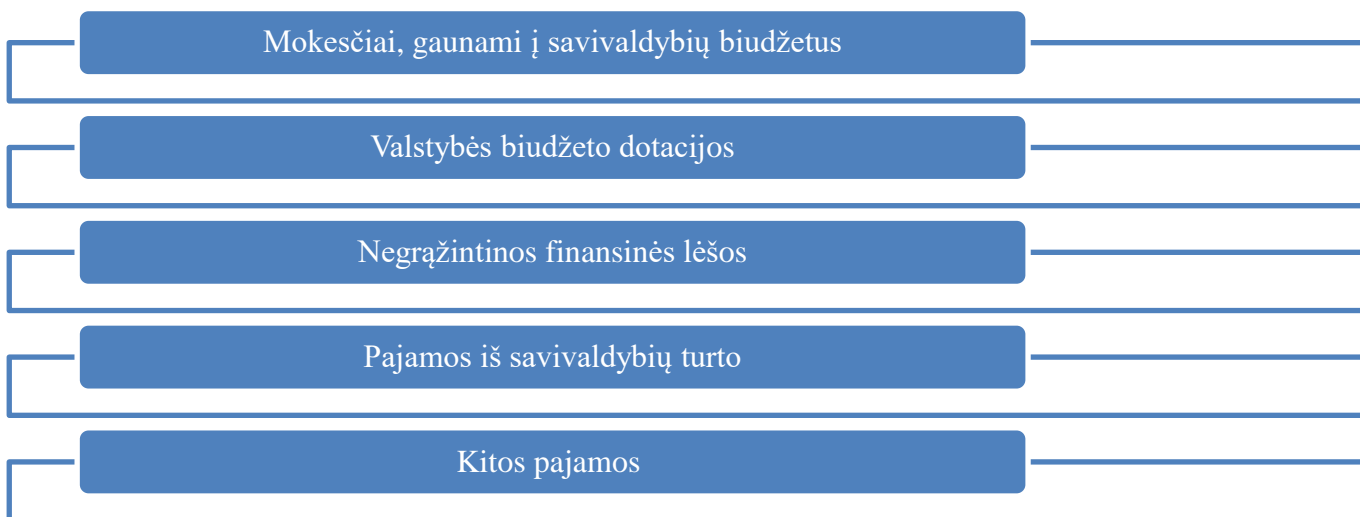 Mokesčiai, gaunami į savivaldybių biudžetus
Valstybės biudžeto dotacijos
Negrąžintinos finansinės lėšos
Pajamos iš savivaldybių turto
Kitos pajamos